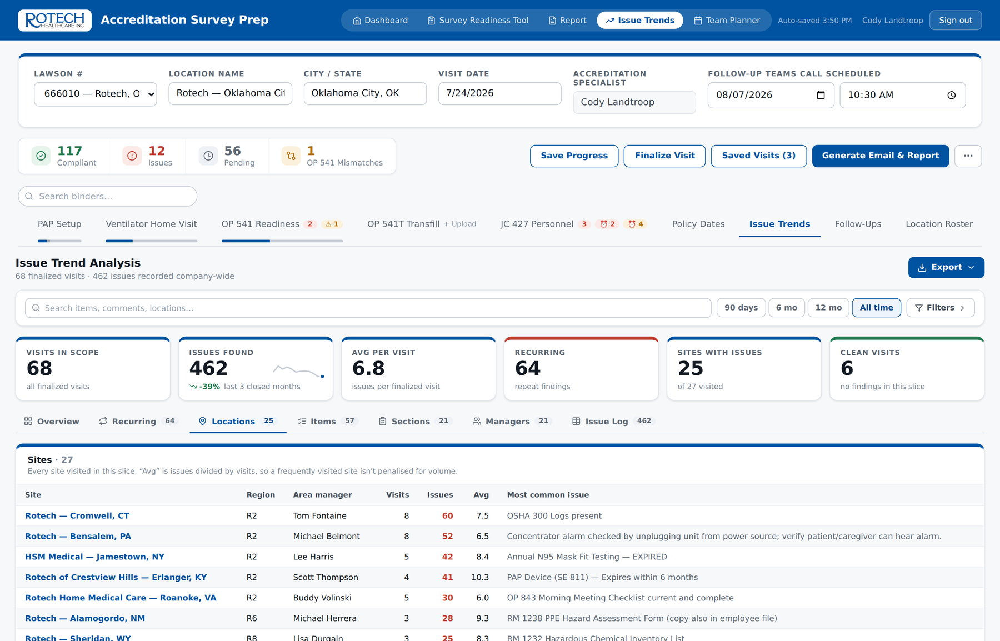 ROTECH
HEALTHCARE INC.
Accreditation Survey Prep
Dashboard
Survey Readiness Tool
Report
Issue Trends
Team Planner
Auto-saved 3:50 PM
Cody Landtroop
Sign out
LAWSON #
LOCATION NAME
CITY / STATE
VISIT DATE
ACCREDITATION
SPECIALIST
FOLLOW-UP TEAMS CALL SCHEDULED
666010 — Rotech, O
Rotech — Oklahoma Cit
Oklahoma City, OK
7/24/2026
Cody Landtroop
08/07/2026
10:30 AM
117
Compliant
12
Issues
56
Pending
1
OP 541 Mismatches
Save Progress
Finalize Visit
Saved Visits (3)
Generate Email & Report
...
Search binders...
PAP Setup
Ventilator Home Visit
OP 541 Readiness 2 ⚠ 1
OP 541T Transfill + Upload
JC 427 Personnel 3 ⏰ 2 ⏰ 4
Policy Dates
Issue Trends
Follow-Ups
Location Roster
Issue Trend Analysis
68 finalized visits · 462 issues recorded company-wide
Export
Search items, comments, locations...
90 days
6 mo
12 mo
All time
Filters
VISITS IN SCOPE
68
all finalized visits
ISSUES FOUND
462
-39% last 3 closed months
AVG PER VISIT
6.8
issues per finalized visit
RECURRING
64
repeat findings
SITES WITH ISSUES
25
of 27 visited
CLEAN VISITS
6
no findings in this slice
Overview
Recurring 64
Locations 25
Items 57
Sections 21
Managers 21
Issue Log 462
Sites · 27
Every site visited in this slice. “Avg” is issues divided by visits, so a frequently visited site isn't penalised for volume.
Site Region Area manager Visits Issues Avg Most common issue
Rotech — Cromwell, CT R2 Tom Fontaine 8 60 7.5 OSHA 300 Logs present
Rotech — Bensalem, PA R2 Michael Belmont 8 52 6.5 Concentrator alarm checked by unplugging unit from power source; verify patient/caregiver can hear alarm.
HSM Medical — Jamestown, NY R2 Lee Harris 5 42 8.4 Annual N95 Mask Fit Testing — EXPIRED
Rotech of Crestview Hills — Erlanger, KY R2 Scott Thompson 4 41 10.3 PAP Device (SE 811) — Expires within 6 months
Rotech Home Medical Care — Roanoke, VA R2 Buddy Volinski 5 30 6.0 OP 843 Morning Meeting Checklist current and complete
Rotech — Alamogordo, NM R6 Michael Herrera 3 28 9.3 RM 1238 PPE Hazard Assessment Form (copy also in employee file)
Rotech — Sheridan, WY R8 Lisa Durgain 3 25 8.3 RM 1232 Hazardous Chemical Inventory List